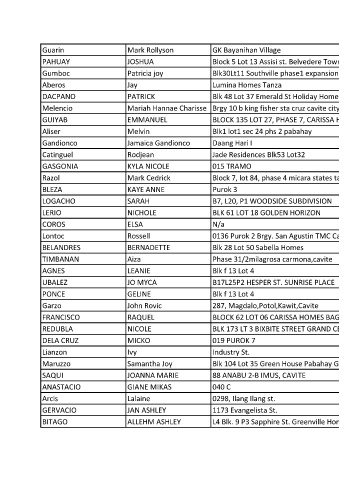 Guarin Mark Rollyson GK Bayanihan Village
PAHUAY JOSHUA Block 5 Lot 13 Assisi st. Belvedere Town
Gumboc Patricia joy Blk30Lt11 Southville phase1 expansion
Aberos Jay Lumina Homes Tanza
DACPANO PATRICK Blk 48 Lot 37 Emerald St Holiday Home
Melencio Mariah Hannae Charisse Brgy 10 b king fisher sta cruz cavite city
GUIYAB EMMANUEL BLOCK 135 LOT 27, PHASE 7, CARISSA H
Aliser Melvin Blk1 lot1 sec 24 phs 2 pabahay
Gandionco Jamaica Gandionco Daang Hari I
Catinguel Rodjean Jade Residences Blk53 Lot32
GASGONIA KYLA NICOLE 015 TRAMO
Razol Mark Cedrick Block 7, lot 84, phase 4 micara states ta
BLEZA KAYE ANNE Purok 3
LOGACHO SARAH B7, L20, P1 WOODSIDE SUBDIVISION
LERIO NICHOLE BLK 61 LOT 18 GOLDEN HORIZON
COROS ELSA N/a
Lontoc Rossell 0136 Purok 2 Brgy. San Agustin TMC Ca
BELANDRES BERNADETTE Blk 28 Lot 50 Sabella Homes
TIMBANAN Aiza Phase 31/2milagrosa carmona,cavite
AGNES LEANIE Blk f 13 Lot 4
UBALEZ JO MYCA B17L25P2 HESPER ST. SUNRISE PLACE
PONCE GELINE Blk f 13 Lot 4
Garzo John Rovic 287, Magdalo,Potol,Kawit,Cavite
FRANCISCO RAQUEL BLOCK 62 LOT 06 CARISSA HOMES BAG
REDUBLA NICOLE BLK 173 LT 3 BIXBITE STREET GRAND CE
DELA CRUZ MICKO 019 PUROK 7
Lianzon Ivy Industry St.
Maruzzo Samantha Joy Blk 104 Lot 35 Green House Pabahay G
SAQUI JOANNA MARIE 88 ANABU 2-B IMUS, CAVITE
ANASTACIO GIANE MIKAS 040 C
Arcis Lalaine 0298, Ilang Ilang st.
GERVACIO JAN ASHLEY 1173 Evangelista St.
BITAGO ALLEHM ASHLEY L4 Blk. 9 P3 Sapphire St. Greenville Hom